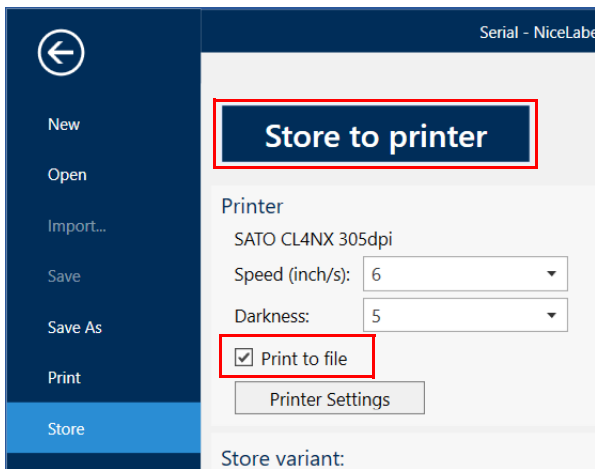 Serial - NiceLabe
New
Open
Import...
Save
Save As
Print
Store
Store to printer
Printer
SATO CL4NX 305dpi
Speed (inch/s): 6
Darkness: 5
Print to file
Printer Settings
Store variant: